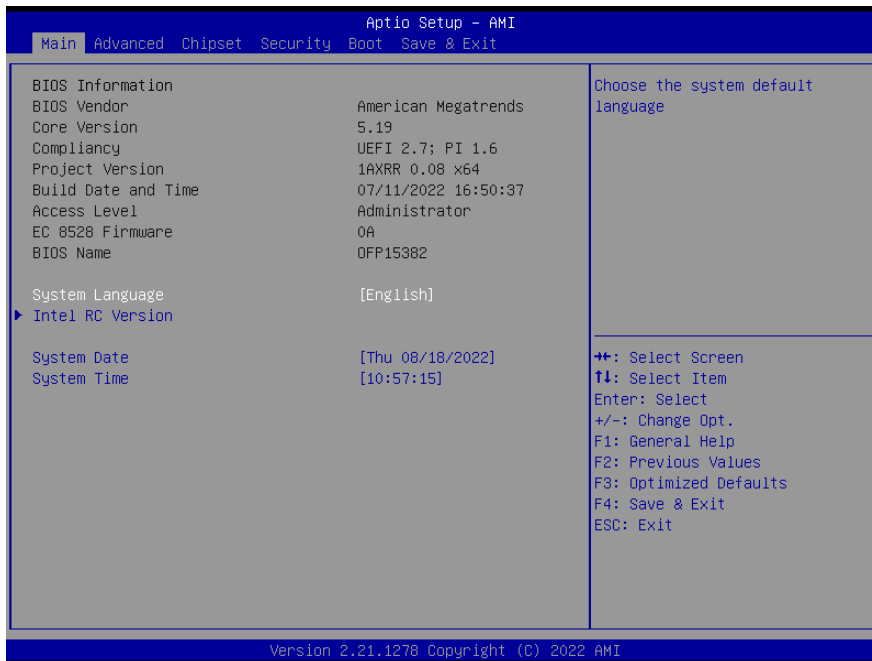 Aptio Setup – AMI
Main Advanced Chipset Security Boot Save & Exit
BIOS Information
BIOS Vendor American Megatrends
Core Version 5.19
Compliancy UEFI 2.7; PI 1.6
Project Version 1AXRR 0.08 x64
Build Date and Time 07/11/2022 16:50:37
Access Level Administrator
EC 8528 Firmware 0A
BIOS Name OFP15382
System Language [English]
Intel RC Version
System Date [Thu 08/18/2022]
System Time [10:57:15]
Choose the system default
language
→←: Select Screen
↑↓: Select Item
Enter: Select
+/-: Change Opt.
F1: General Help
F2: Previous Values
F3: Optimized Defaults
F4: Save & Exit
ESC: Exit
Version 2.21.1278 Copyright (C) 2022 AMI